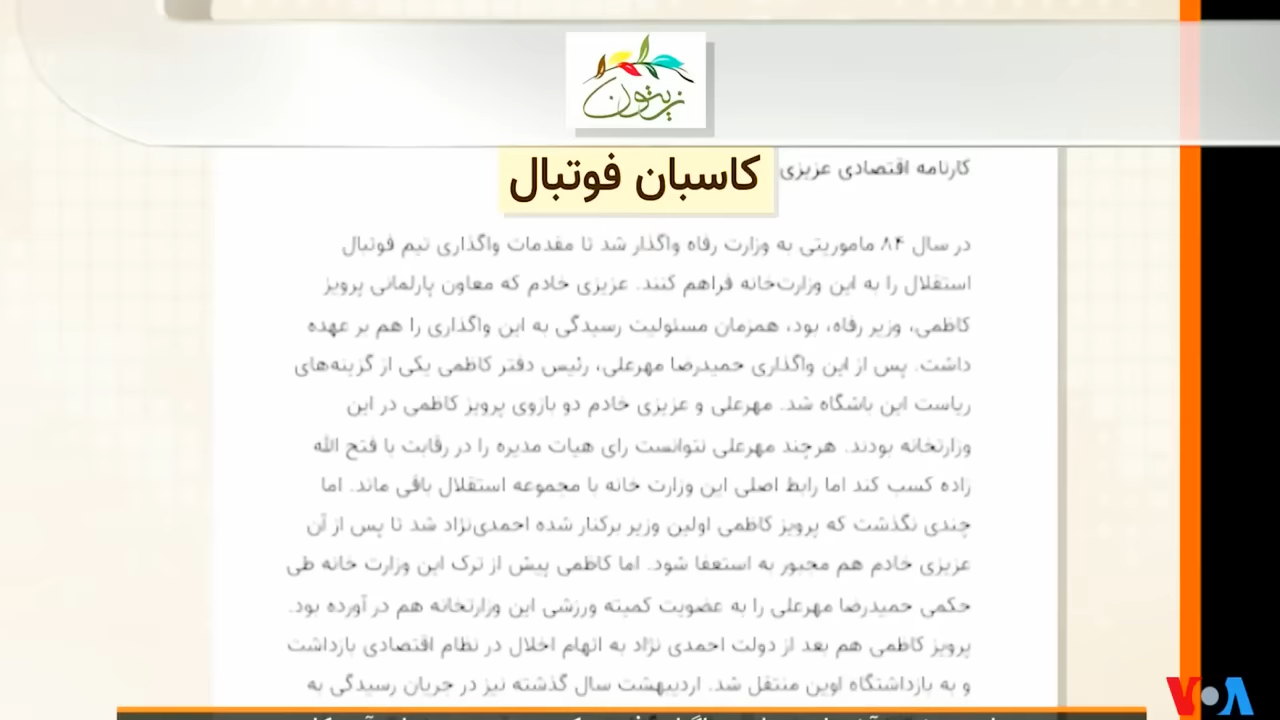 زیتون
کاسبان فوتبال
کارنامه اقتصادی عزیزی
در سال ۸۴ ماموریتی به وزارت رفاه واگذار شد تا مقدمات واگذاری تیم فوتبال
استقلال را به این وزارت‌خانه فراهم کنند. عزیزی خادم که معاون پارلمانی پرویز
کاظمی، وزیر رفاه، بود، همزمان مسئولیت رسیدگی به این واگذاری را هم بر عهده
داشت. پس از این واگذاری حمیدرضا مهرعلی، رئیس دفتر کاظمی یکی از گزینه‌های
ریاست این باشگاه شد. مهرعلی و عزیزی خادم دو بازوی پرویز کاظمی در این
وزارتخانه بودند. هرچند مهرعلی نتوانست رای هیات مدیره را در رقابت با فتح الله
زاده کسب کند اما رابط اصلی این وزارت خانه با مجموعه استقلال باقی ماند. اما
چندی نگذشت که پرویز کاظمی اولین وزیر برکنار شده احمدی‌نژاد شد تا پس از آن
عزیزی خادم هم مجبور به استعفا شود. اما کاظمی پیش از ترک این وزارت خانه طی
حکمی حمیدرضا مهرعلی را به عضویت کمیته ورزشی این وزارتخانه هم در آورده بود.
پرویز کاظمی هم بعد از دولت احمدی نژاد به اتهام اخلال در نظام اقتصادی بازداشت
و به بازداشتگاه اوین منتقل شد. اردیبهشت سال گذشته نیز در جریان رسیدگی به
VOA